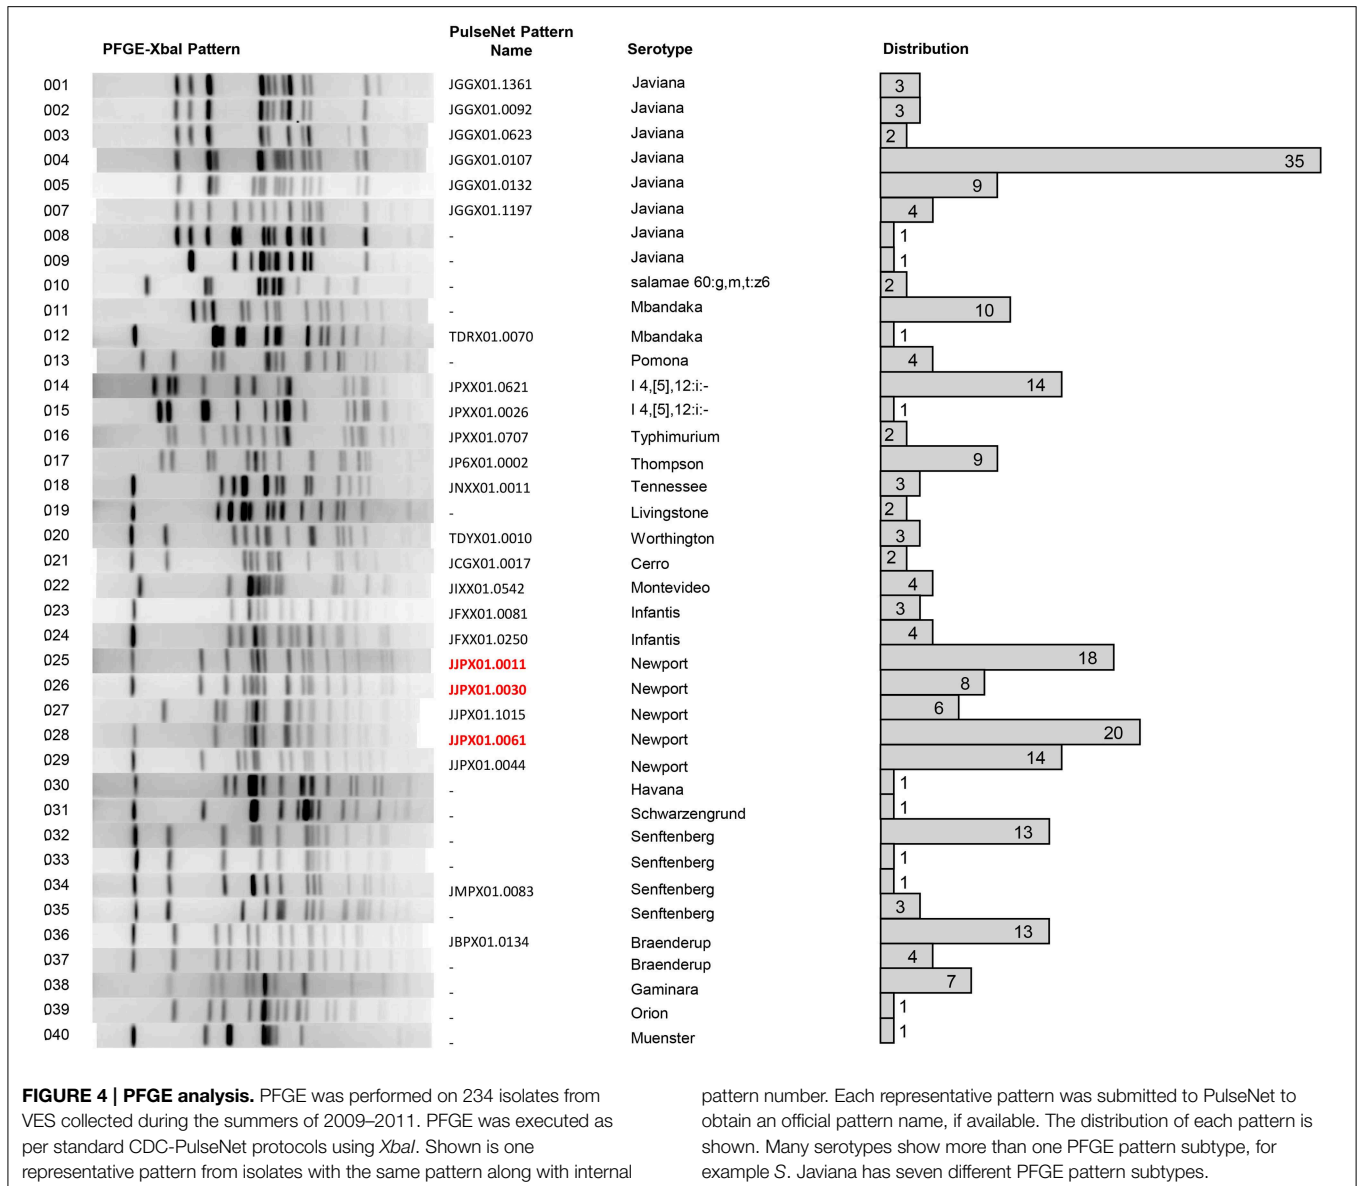 PFGE-XbaI Pattern PulseNet Pattern Name Serotype Distribution
001 JGGX01.1361 Javiana 3
002 JGGX01.0092 Javiana 3
003 JGGX01.0623 Javiana 2
004 JGGX01.0107 Javiana 35
005 JGGX01.0132 Javiana 9
007 JGGX01.1197 Javiana 4
008 - Javiana 1
009 - Javiana 1
010 - salamae 60:g,m,t:z6 2
011 - Mbandaka 10
012 TDRX01.0070 Mbandaka 1
013 - Pomona 4
014 JPXX01.0621 I 4,[5],12:i:- 14
015 JPXX01.0026 I 4,[5],12:i:- 1
016 JPXX01.0707 Typhimurium 2
017 JP6X01.0002 Thompson 9
018 JNXX01.0011 Tennessee 3
019 - Livingstone 2
020 TDYX01.0010 Worthington 3
021 JCGX01.0017 Cerro 2
022 JIXX01.0542 Montevideo 4
023 JFXX01.0081 Infantis 3
024 JFXX01.0250 Infantis 4
025 JJPX01.0011 Newport 18
026 JJPX01.0030 Newport 8
027 JJPX01.1015 Newport 6
028 JJPX01.0061 Newport 20
029 JJPX01.0044 Newport 14
030 - Havana 1
031 - Schwarzengrund 1
032 - Senftenberg 13
033 - Senftenberg 1
034 JMPX01.0083 Senftenberg 1
035 - Senftenberg 3
036 JBPX01.0134 Braenderup 13
037 - Braenderup 4
038 - Gaminara 7
039 - Orion 1
040 - Muenster 1
FIGURE 4 | PFGE analysis. PFGE was performed on 234 isolates from
VES collected during the summers of 2009–2011. PFGE was executed as
per standard CDC-PulseNet protocols using XbaI. Shown is one
representative pattern from isolates with the same pattern along with internal
pattern number. Each representative pattern was submitted to PulseNet to
obtain an official pattern name, if available. The distribution of each pattern is
shown. Many serotypes show more than one PFGE pattern subtype, for
example S. Javiana has seven different PFGE pattern subtypes.